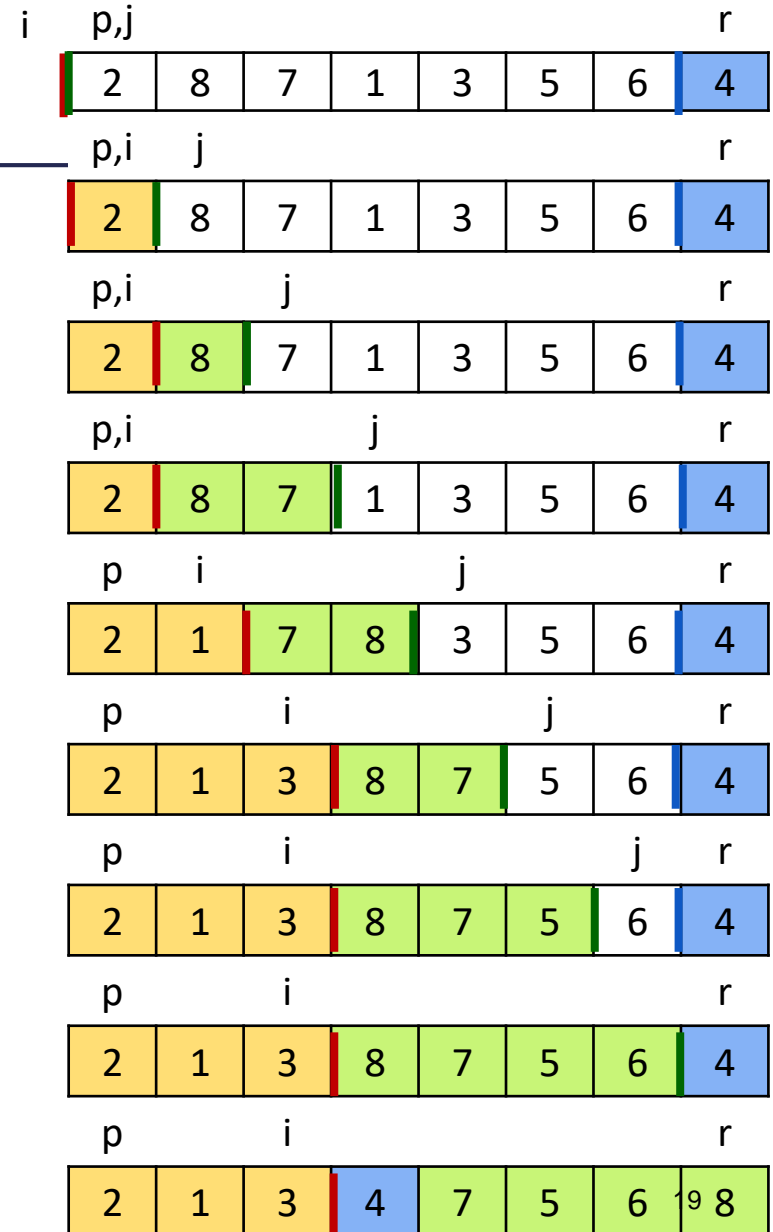 i p,j r
2 8 7 1 3 5 6 4
p,i j r
2 8 7 1 3 5 6 4
p,i j r
2 8 7 1 3 5 6 4
p,i j r
2 8 7 1 3 5 6 4
p i j r
2 1 7 8 3 5 6 4
p i j r
2 1 3 8 7 5 6 4
p i j r
2 1 3 8 7 5 6 4
p i r
2 1 3 8 7 5 6 4
p i r
2 1 3 4 7 5 6 19 8